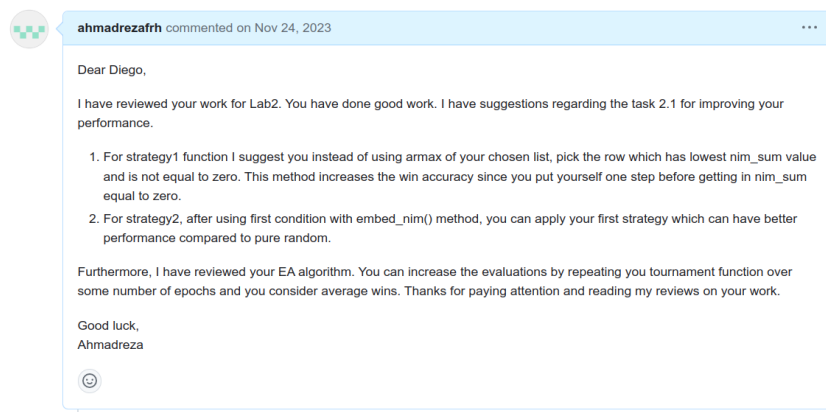 ahmadrezafrh commented on Nov 24, 2023
Dear Diego,
I have reviewed your work for Lab2. You have done good work. I have suggestions regarding the task 2.1 for improving your
performance.
1. For strategy1 function I suggest you instead of using armax of your chosen list, pick the row which has lowest nim_sum value
and is not equal to zero. This method increases the win accuracy since you put yourself one step before getting in nim_sum
equal to zero.
2. For strategy2, after using first condition with embed_nim() method, you can apply your first strategy which can have better
performance compared to pure random.
Furthermore, I have reviewed your EA algorithm. You can increase the evaluations by repeating you tournament function over
some number of epochs and you consider average wins. Thanks for paying attention and reading my reviews on your work.
Good luck,
Ahmadreza